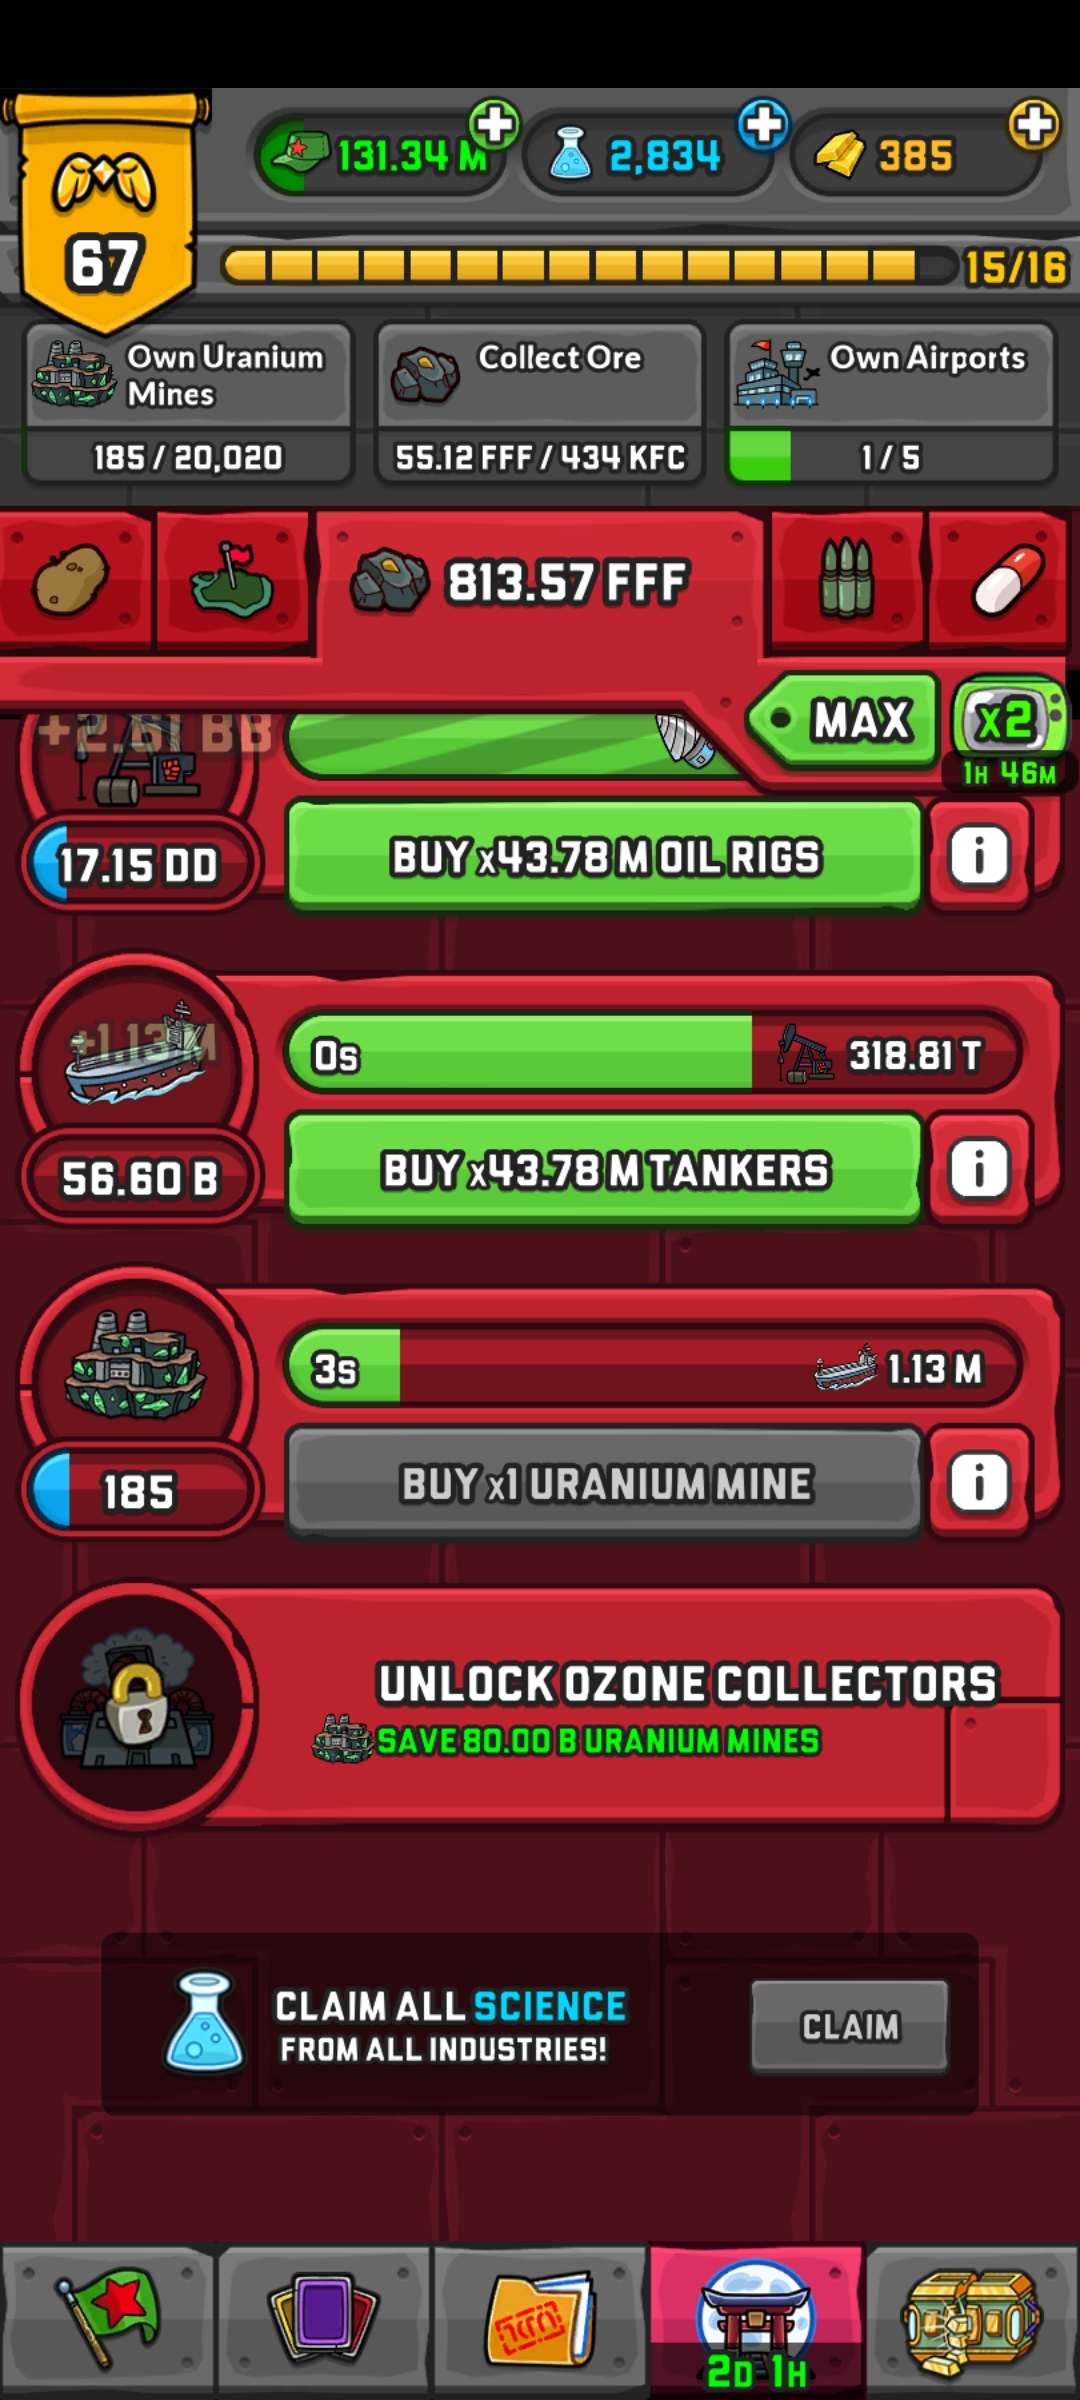 131.34 M
2,834
385
67
15/16
Own Uranium
Mines
185 / 20,020
Collect Ore
55.12 FFF / 434 KFC
Own Airports
1 / 5
813.57 FFF
MAX
x2
1H 46M
+2.61 BB
17.15 DD
BUY x43.78 M OIL RIGS
i
+1.13 M
0s
318.81 T
56.60 B
BUY x43.78 M TANKERS
i
3s
1.13 M
185
BUY x1 URANIUM MINE
i
UNLOCK OZONE COLLECTORS
SAVE 80.00 B URANIUM MINES
CLAIM ALL SCIENCE
FROM ALL INDUSTRIES!
CLAIM
2D 1H